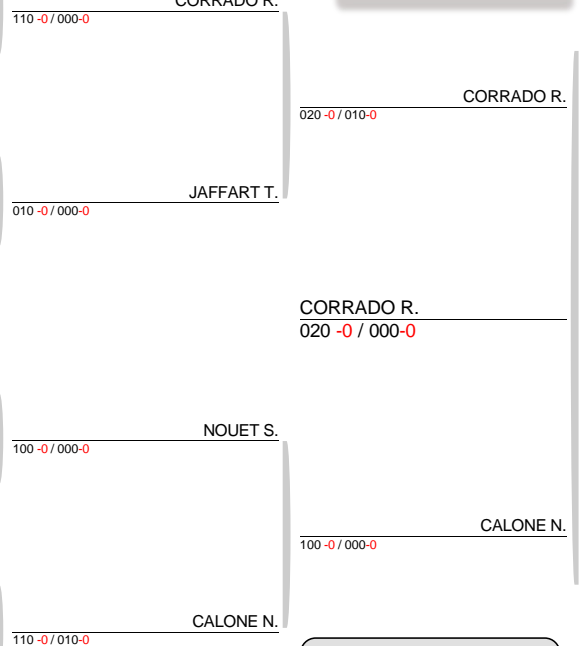 CORRADO R.
110 -0 / 000-0
CORRADO R.
020 -0 / 010-0
JAFFART T.
010 -0 / 000-0
CORRADO R.
020 -0 / 000-0
NOUET S.
100 -0 / 000-0
CALONE N.
100 -0 / 000-0
CALONE N.
110 -0 / 010-0